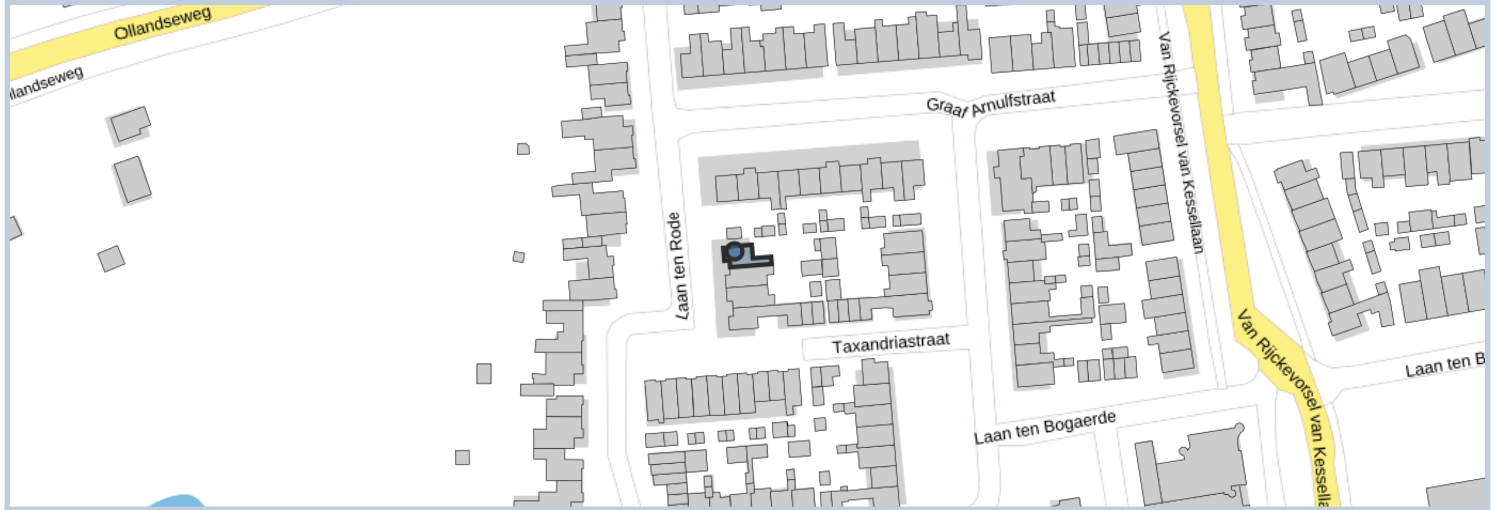 Ollandseweg
llandseweg
Graaf Arnulfstraat
Van Rijckevorsel van Kessellaan
Laan ten Rode
Taxandriastraat
Van Rijckevorsel van Kessella
Laan ten B
Laan ten Bogaerde